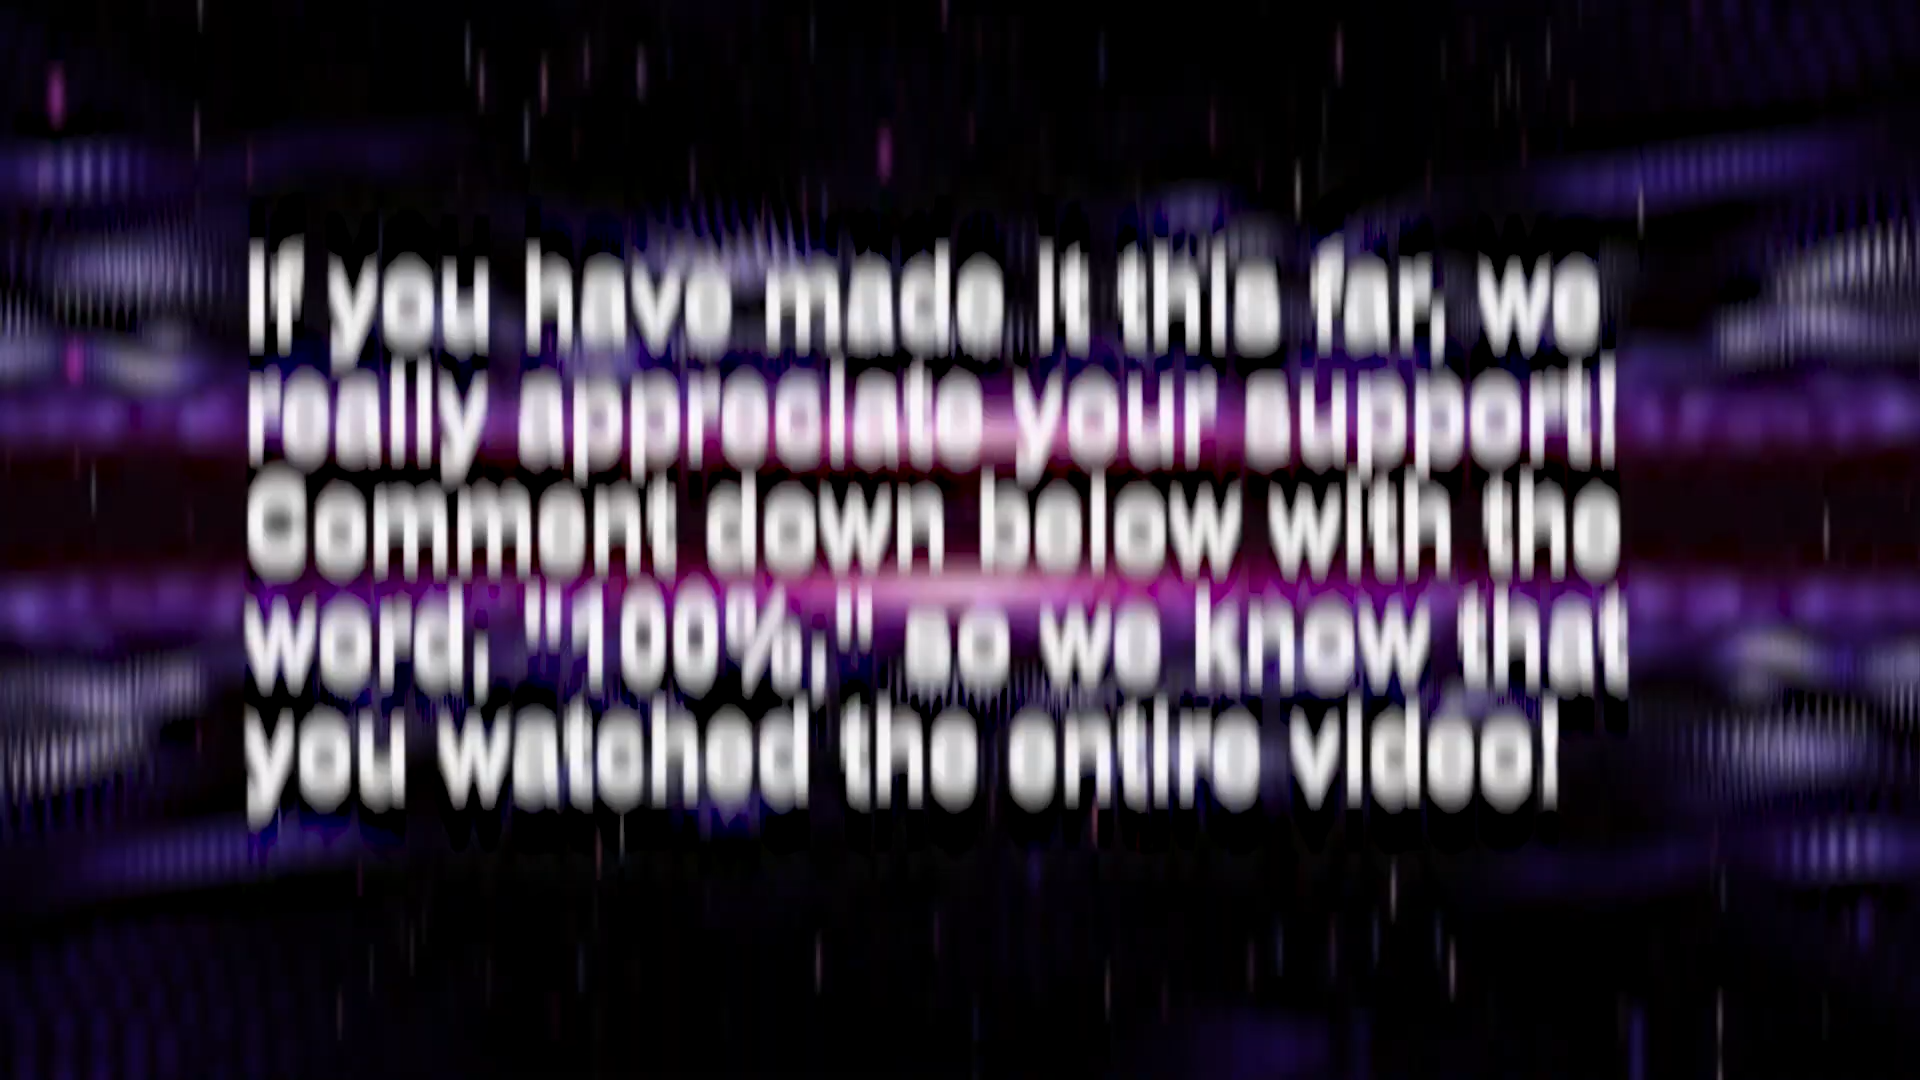 If you have made it this far, we
really appreciate your support!
Comment down below with the
word, "100%," so we know that
you watched the entire video!